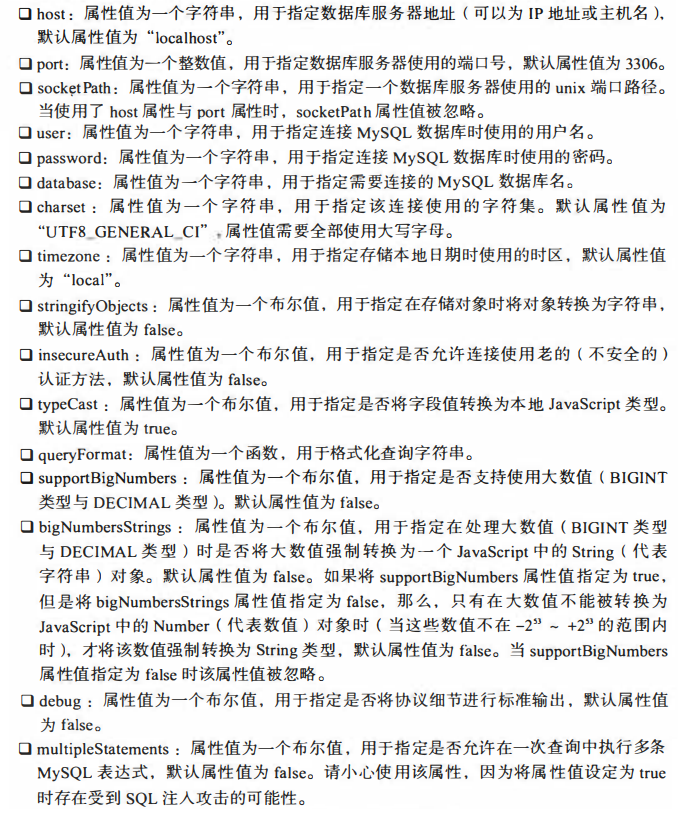 ❑ host：属性值为一个字符串，用于指定数据库服务器地址（可以为 IP 地址或主机名），
默认属性值为“localhost”。
❑ port：属性值为一个整数值，用于指定数据库服务器使用的端口号，默认属性值为 3306。
❑ socketPath：属性值为一个字符串，用于指定一个数据库服务器使用的 unix 端口路径。
当使用了 host 属性与 port 属性时，socketPath 属性值被忽略。
❑ user：属性值为一个字符串，用于指定连接 MySQL 数据库时使用的用户名。
❑ password：属性值为一个字符串，用于指定连接 MySQL 数据库时使用的密码。
❑ database：属性值为一个字符串，用于指定需要连接的 MySQL 数据库名。
❑ charset：属性值为一个字符串，用于指定该连接使用的字符集。默认属性值为
“UTF8_GENERAL_CI”，属性值需要全部使用大写字母。
❑ timezone：属性值为一个字符串，用于指定存储本地日期时使用的时区，默认属性值
为“local”。
❑ stringifyObjects：属性值为一个布尔值，用于指定在存储对象时将对象转换为字符串，
默认属性值为 false。
❑ insecureAuth：属性值为一个布尔值，用于指定是否允许连接使用老的（不安全的）
认证方法，默认属性值为 false。
❑ typeCast：属性值为一个布尔值，用于指定是否将字段值转换为本地 JavaScript 类型。
默认属性值为 true。
❑ queryFormat：属性值为一个函数，用于格式化查询字符串。
❑ supportBigNumbers：属性值为一个布尔值，用于指定是否支持使用大数值（BIGINT
类型与 DECIMAL 类型）。默认属性值为 false。
❑ bigNumbersStrings：属性值为一个布尔值，用于指定在处理大数值（BIGINT 类型
与 DECIMAL 类型）时是否将大数值强制转换为一个 JavaScript 中的 String（代表
字符串）对象。默认属性值为 false。如果将 supportBigNumbers 属性值指定为 true，
但是将 bigNumbersStrings 属性值指定为 false，那么，只有在大数值不能被转换为
JavaScript 中的 Number（代表数值）对象时（当这些数值不在 –2⁵³ ~ +2⁵³ 的范围内
时），才将该数值强制转换为 String 类型，默认属性值为 false。当 supportBigNumbers
属性值指定为 false 时该属性值被忽略。
❑ debug：属性值为一个布尔值，用于指定是否将协议细节进行标准输出，默认属性值
为 false。
❑ multipleStatements：属性值为一个布尔值，用于指定是否允许在一次查询中执行多条
MySQL 表达式，默认属性值为 false。请小心使用该属性，因为将属性值设定为 true
时存在受到 SQL 注入攻击的可能性。